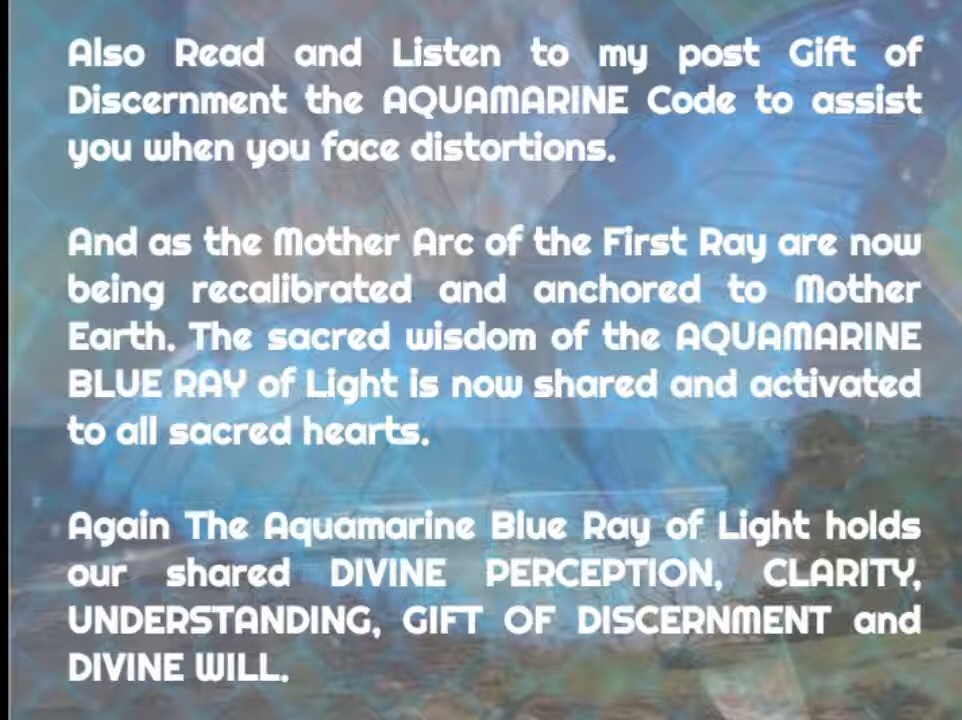 Also Read and Listen to my post Gift of
Discernment the AQUAMARINE Code to assist
you when you face distortions.
And as the Mother Arc of the First Ray are now
being recalibrated and anchored to Mother
Earth. The sacred wisdom of the AQUAMARINE
BLUE RAY of Light is now shared and activated
to all sacred hearts.
Again The Aquamarine Blue Ray of Light holds
our shared DIVINE PERCEPTION, CLARITY,
UNDERSTANDING, GIFT OF DISCERNMENT and
DIVINE WILL.